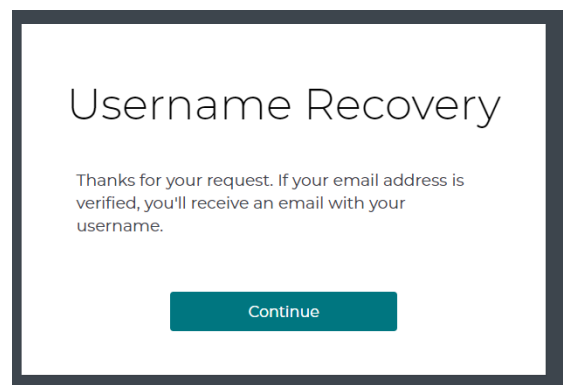 Username Recovery
Thanks for your request. If your email address is
verified, you'll receive an email with your
username.
Continue